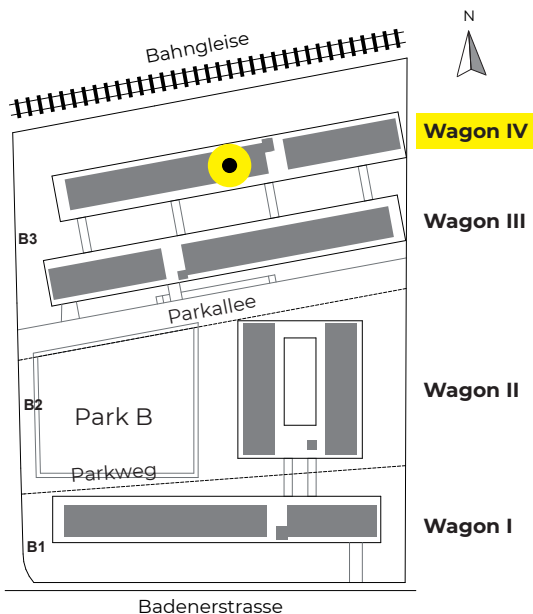 Bahngleise
N
Wagon IV
Wagon III
B3
Parkallee
Wagon II
B2
Park B
Parkweg
Wagon I
B1
Badenerstrasse